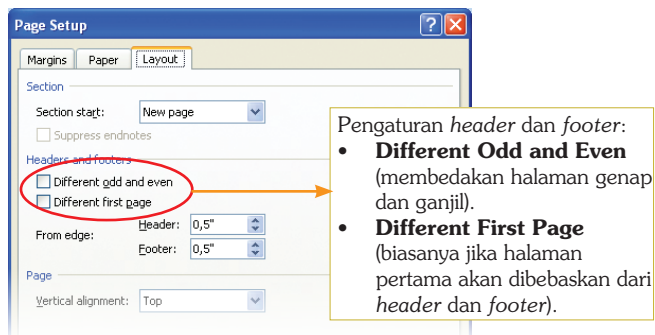 Page Setup
Margins Paper Layout
Section
Section start: New page
Suppress endnotes
Headers and footers
Different odd and even
Different first page
From edge: Header: 0,5"
Footer: 0,5"
Page
Vertical alignment: Top
Pengaturan header dan footer:
• Different Odd and Even
(membedakan halaman genap
dan ganjil).
• Different First Page
(biasanya jika halaman
pertama akan dibebaskan dari
header dan footer).